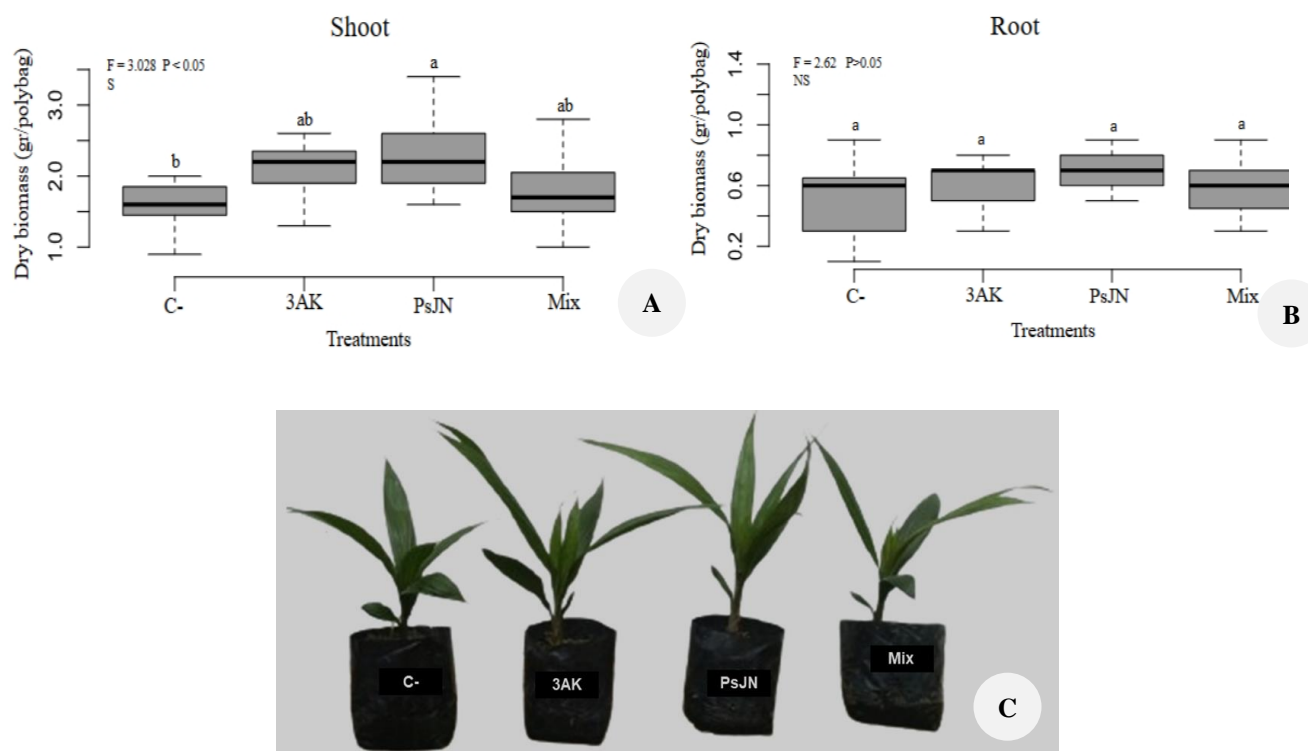 Shoot
F = 3.028 P < 0.05
S
Dry biomass (gr/polybag)
3.0
2.0
1.0
b
ab
a
ab
C-
3AK
PsJN
Mix
Treatments
A
Root
F = 2.62 P>0.05
NS
Dry biomass (gr/polybag)
1.4
1.0
0.6
0.2
a
a
a
a
C-
3AK
PsJN
Mix
Treatments
B
C-
3AK
PsJN
Mix
C